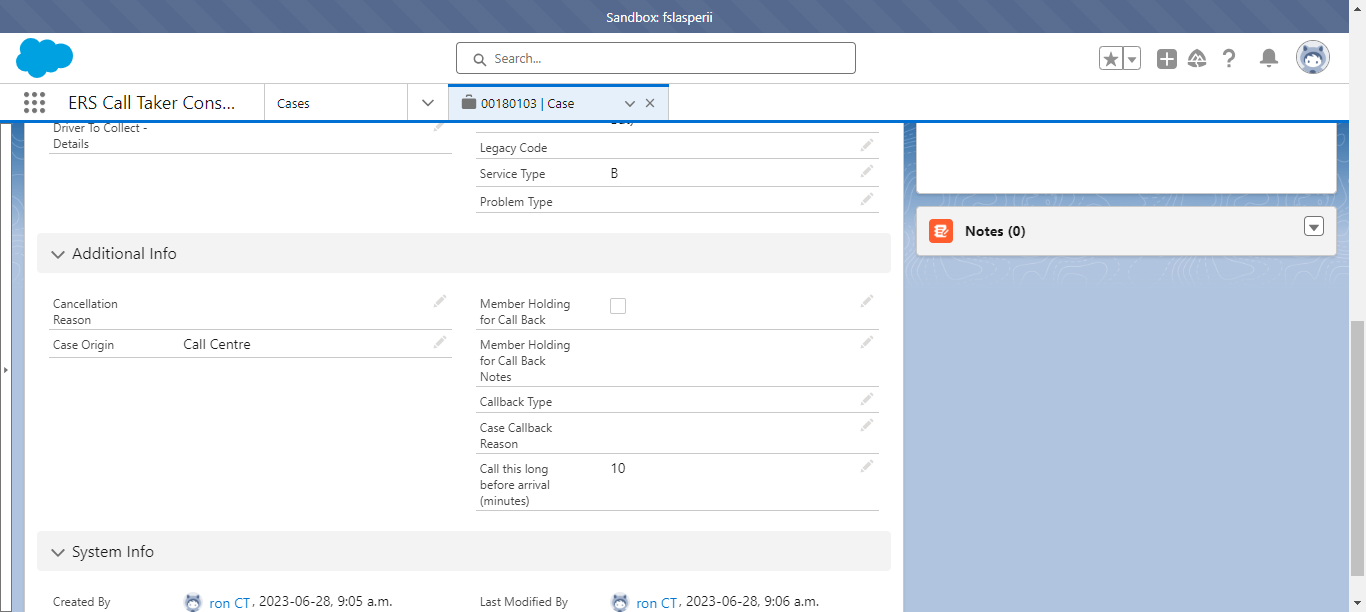 Sandbox: fslasperii
Search...
ERS Call Taker Cons...
Cases
00180103 | Case
Driver To Collect -
Details
Legacy Code
Service Type
B
Problem Type
Notes (0)
Additional Info
Cancellation
Reason
Case Origin
Call Centre
Member Holding
for Call Back
Member Holding
for Call Back
Notes
Callback Type
Case Callback
Reason
Call this long
before arrival
(minutes)
10
System Info
Created By
ron CT, 2023-06-28, 9:05 a.m.
Last Modified By
ron CT, 2023-06-28, 9:06 a.m.